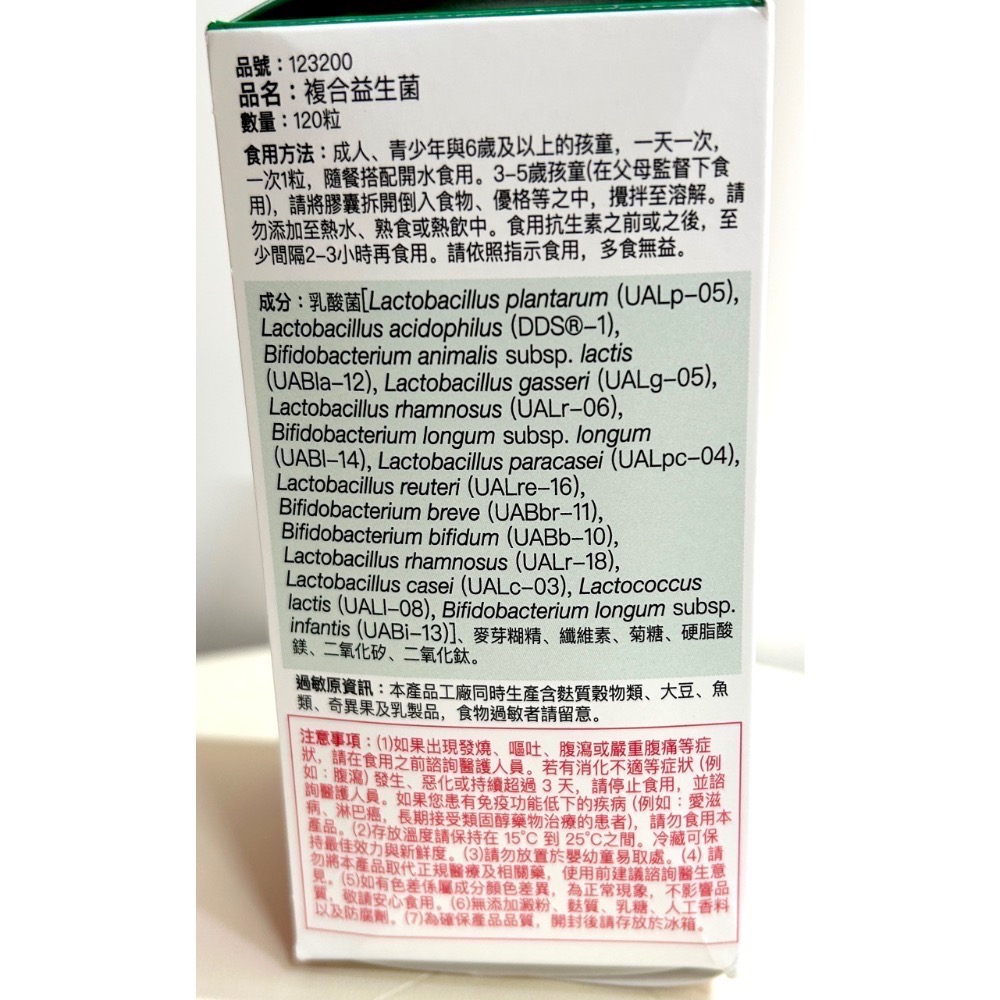 品號：123200
品名：複合益生菌
數量：120粒
食用方法：成人、青少年與6歲及以上的孩童，一天一次，
一次1粒，隨餐搭配開水食用。3-5歲孩童(在父母監督下食
用)，請將膠囊拆開倒入食物、優格等之中，攪拌至溶解。請
勿添加至熱水、熟食或熱飲中。食用抗生素之前或之後，至
少間隔2-3小時再食用。請依照指示食用，多食無益。
成分：乳酸菌[Lactobacillus plantarum (UALp-05),
Lactobacillus acidophilus (DDS®-1),
Bifidobacterium animalis subsp. lactis
(UABla-12), Lactobacillus gasseri (UALg-05),
Lactobacillus rhamnosus (UALr-06),
Bifidobacterium longum subsp. longum
(UABl-14), Lactobacillus paracasei (UALpc-04),
Lactobacillus reuteri (UALre-16),
Bifidobacterium breve (UABbr-11),
Bifidobacterium bifidum (UABb-10),
Lactobacillus rhamnosus (UALr-18),
Lactobacillus casei (UALc-03), Lactococcus
lactis (UALl-08), Bifidobacterium longum subsp.
infantis (UABi-13)]、麥芽糊精、纖維素、菊糖、硬脂酸
鎂、二氧化矽、二氧化鈦。
過敏原資訊：本產品工廠同時生產含麩質穀物類、大豆、魚
類、奇異果及乳製品，食物過敏者請留意。
注意事項：(1)如果出現發燒、嘔吐、腹瀉或嚴重腹痛等症
狀，請在食用之前諮詢醫護人員。若有消化不適等症狀 (例
如：腹瀉) 發生、惡化或持續超過 3 天，請停止食用，並諮
詢醫護人員。如果您患有免疫功能低下的疾病 (例如：愛滋
病、淋巴癌，長期接受類固醇藥物治療的患者)，請勿食用本
產品。(2)存放溫度請保持在 15°C 到 25°C之間。冷藏可保
持最佳效力與新鮮度。(3)請勿放置於嬰幼童易取處。(4) 請
勿將本產品取代正規醫療及相關藥，使用前建議諮詢醫生意
見。(5)如有色差係屬成分顏色差異，為正常現象，不影響品
質，敬請安心食用。(6)無添加澱粉、麩質、乳糖、人工香料
以及防腐劑。(7)為確保產品品質，開封後請存放於冰箱。